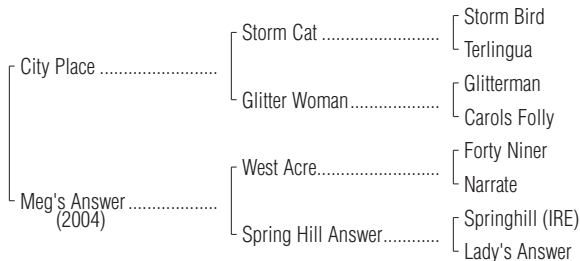 Storm Bird
Storm Cat ........................
Terlingua
City Place ........................
Glitterman
Glitter Woman..................
Carols Folly
Forty Niner
West Acre.........................
Narrate
Meg's Answer ..................
(2004)
Springhill (IRE)
Spring Hill Answer...........
Lady's Answer